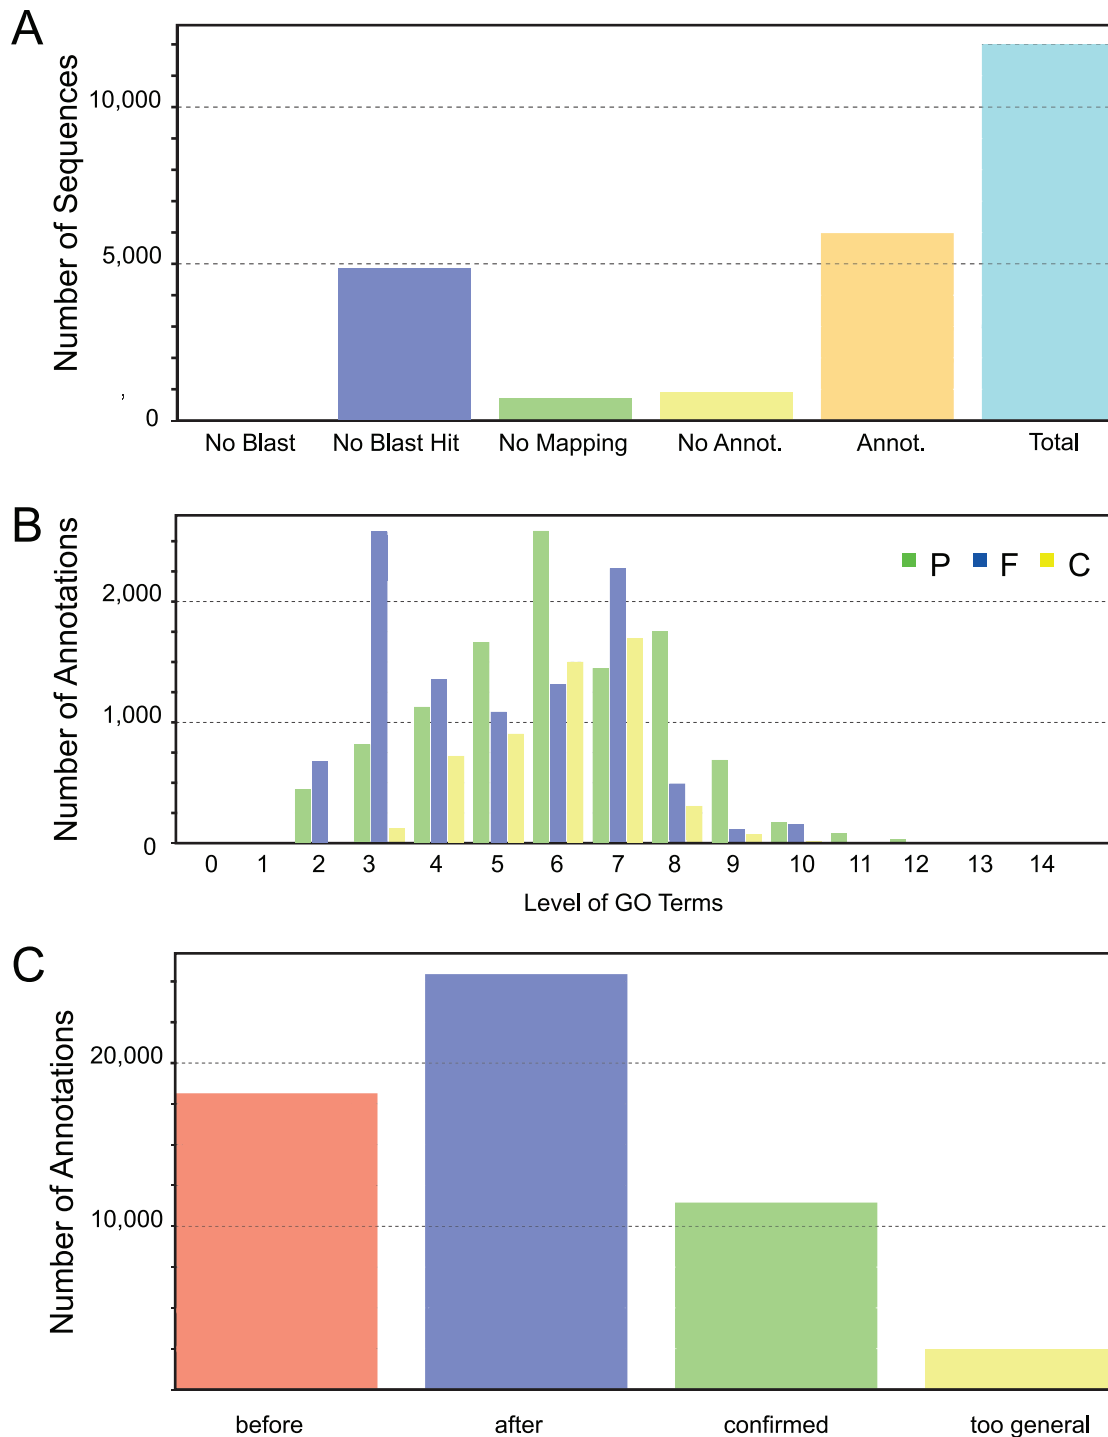 A
Number of Sequences
10,000
5,000
,
0
No Blast No Blast Hit No Mapping No Annot. Annot. Total
B
Number of Annotations
P F C
2,000
1,000
0
0 1 2 3 4 5 6 7 8 9 10 11 12 13 14
Level of GO Terms
C
Number of Annotations
20,000
10,000
before after confirmed too general